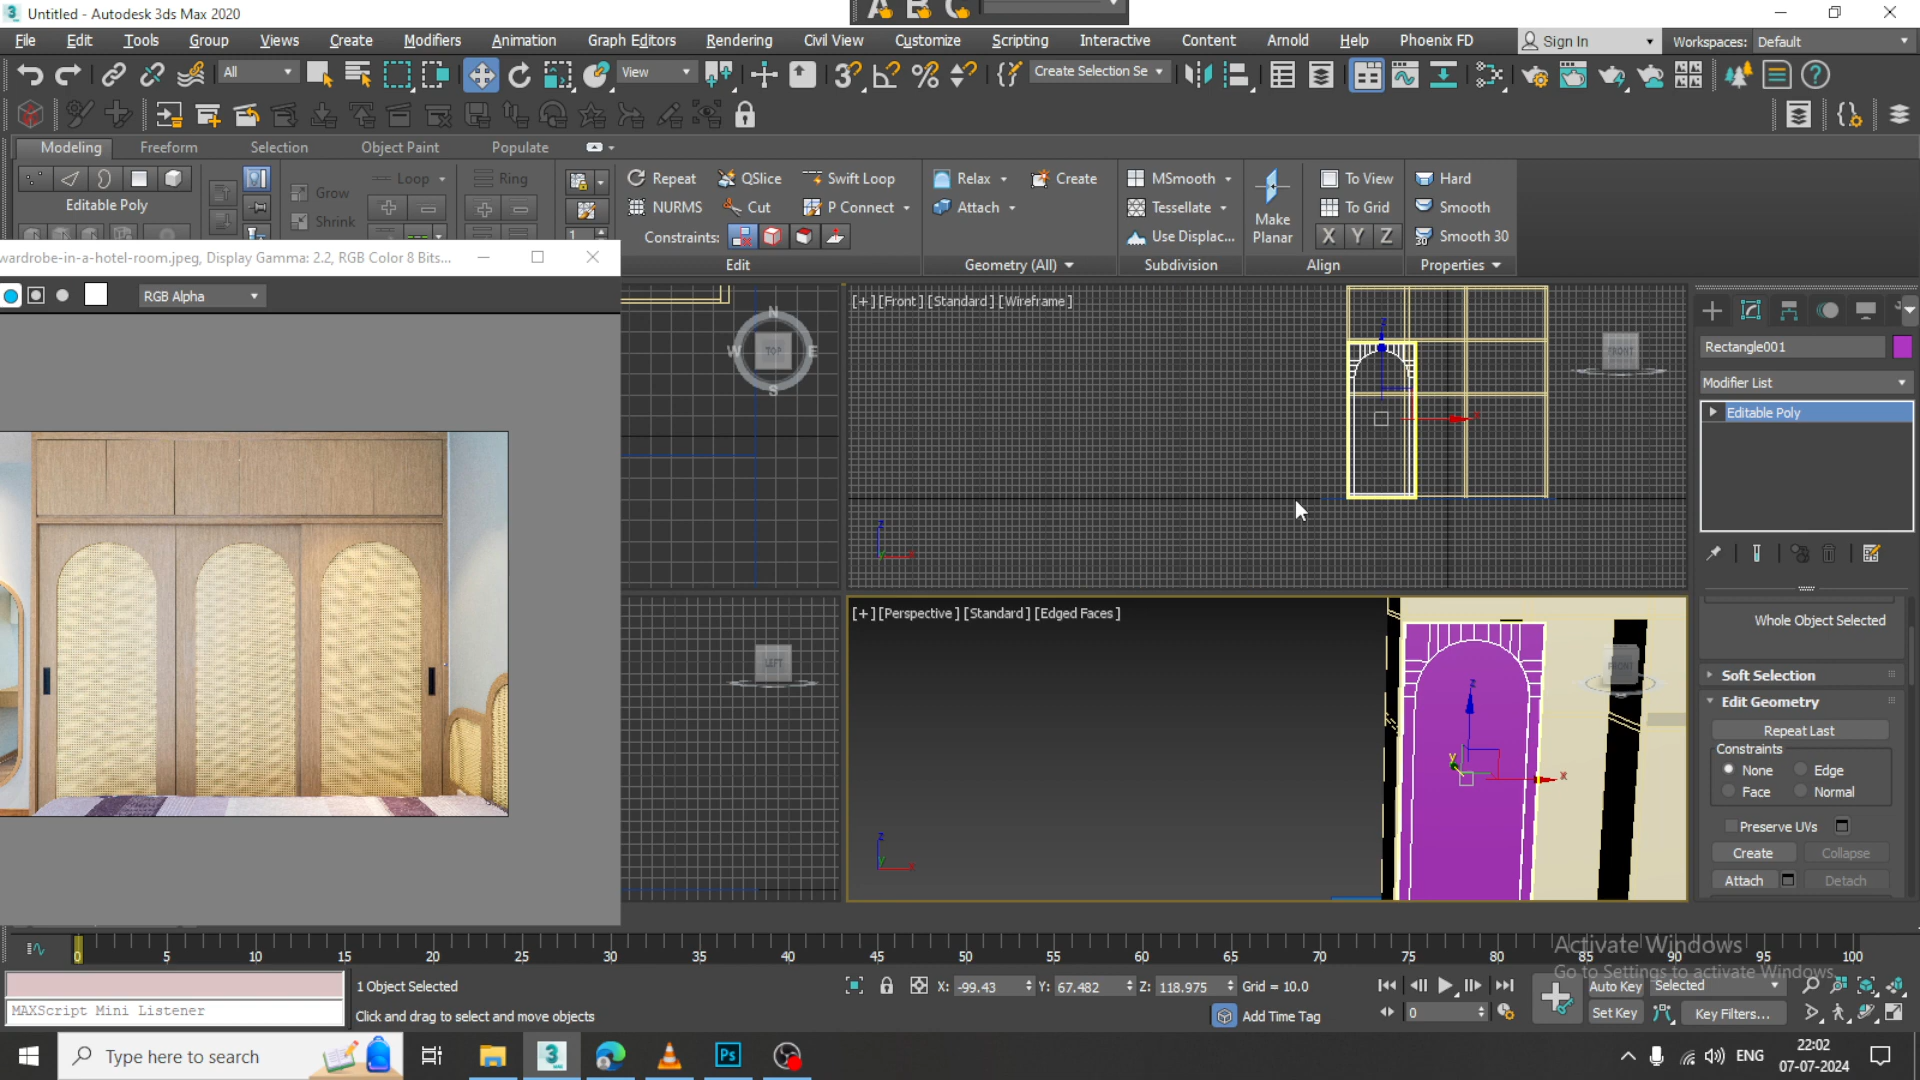 Untitled - Autodesk 3ds Max 2020
File Edit Tools Group Views Create Modifiers Animation Graph Editors Rendering Civil View Customize Scripting Interactive Content Arnold Help Phoenix FD Sign In Workspaces: Default
All View Create Selection Se
Modeling Freeform Selection Object Paint Populate
Loop Ring Repeat QSlice Swift Loop Relax Create MSmooth To View Hard
Grow
Editable Poly NURMS Cut P Connect Attach Tessellate Make To Grid Smooth
Shrink
1 Constraints: Use Displac... Planar X Y Z Smooth 30
Edit Geometry (All) Subdivision Align Properties
wardrobe-in-a-hotel-room.jpeg, Display Gamma: 2.2, RGB Color 8 Bits...
RGB Alpha
[+] [Front] [Standard] [Wireframe]
N
W TOP E
S
FRONT
z
x
z
y x
Rectangle001
Modifier List
Editable Poly
[+] [Perspective] [Standard] [Edged Faces]
LEFT
FRONT
z
y
x
z
y x
Whole Object Selected
Soft Selection
Edit Geometry
Repeat Last
Constraints
None Edge
Face Normal
Preserve UVs
Create Collapse
Attach Detach
0 5 10 15 20 25 30 35 40 45 50 55 60 65 70 75 80 85 90 95 100
Activate Windows
Go to Settings to activate Windows.
1 Object Selected X: -99.43 Y: 67.482 Z: 118.975 Grid = 10.0 Auto Key Selected
MAXScript Mini Listener Click and drag to select and move objects Add Time Tag 0 Set Key Key Filters...
Type here to search 3 Ps ENG 22:02
07-07-2024